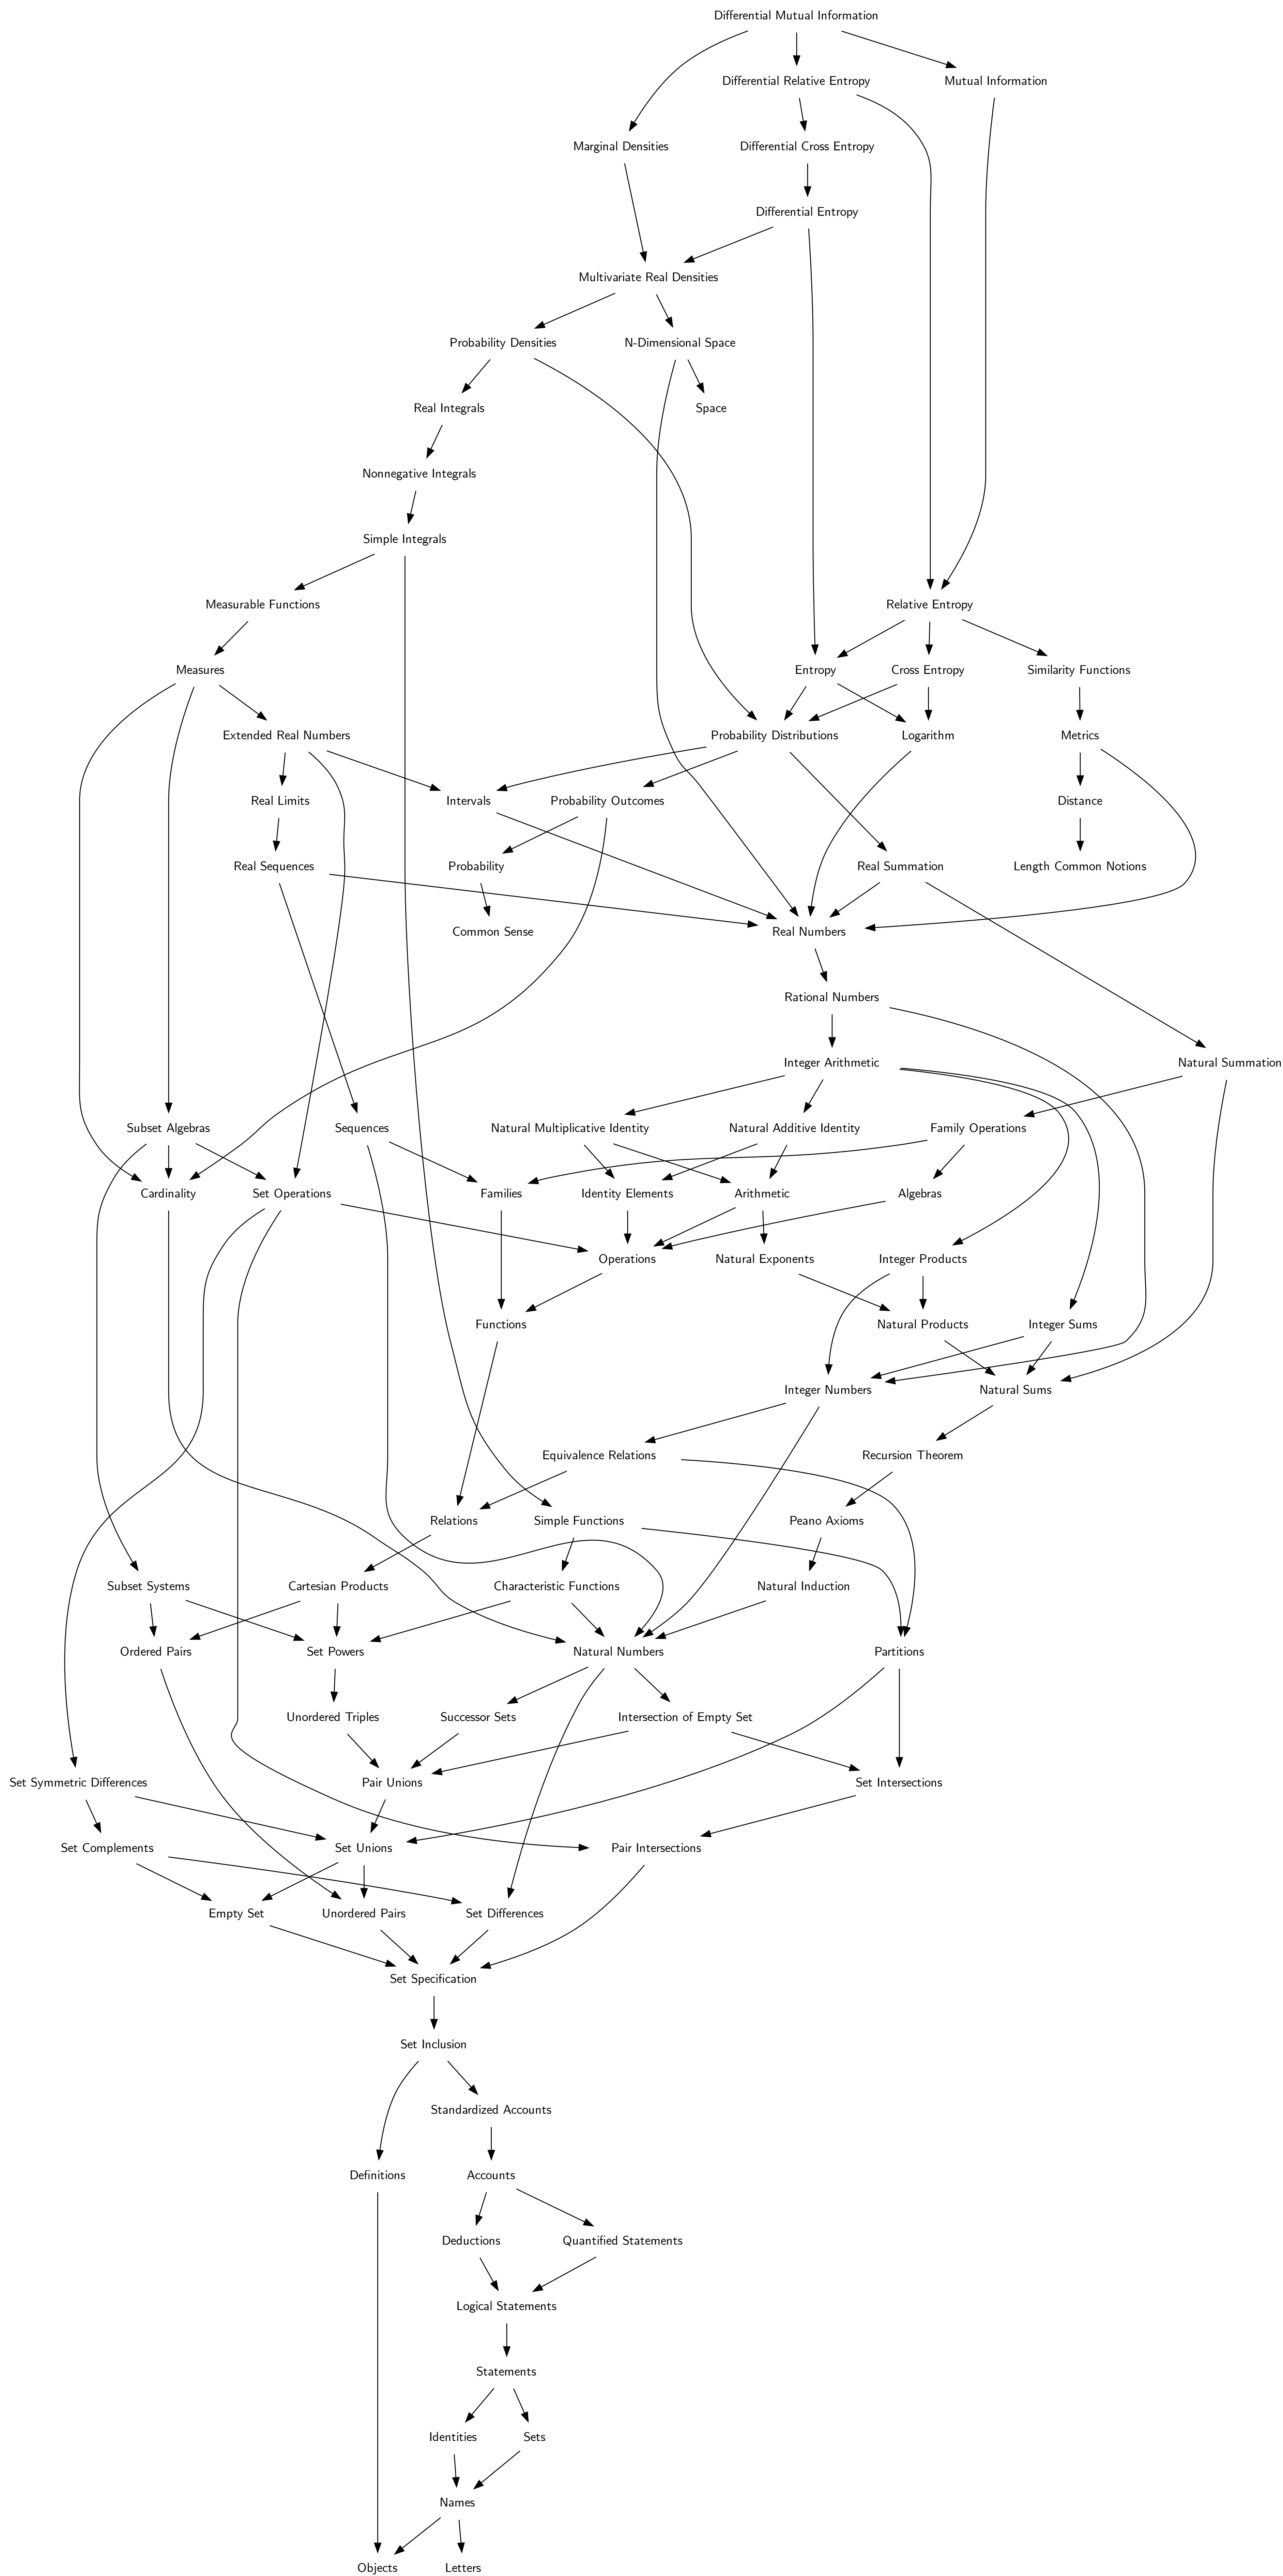 Differential Mutual Information
Differential Relative Entropy
Mutual Information
Marginal Densities
Differential Cross Entropy
Differential Entropy
Multivariate Real Densities
Probability Densities
N-Dimensional Space
Real Integrals
Space
Nonnegative Integrals
Simple Integrals
Measurable Functions
Relative Entropy
Measures
Entropy
Cross Entropy
Similarity Functions
Extended Real Numbers
Probability Distributions
Logarithm
Metrics
Real Limits
Intervals
Probability Outcomes
Distance
Real Sequences
Probability
Real Summation
Length Common Notions
Common Sense
Real Numbers
Rational Numbers
Integer Arithmetic
Natural Summation
Subset Algebras
Sequences
Natural Multiplicative Identity
Natural Additive Identity
Family Operations
Cardinality
Set Operations
Families
Identity Elements
Arithmetic
Algebras
Operations
Natural Exponents
Integer Products
Functions
Natural Products
Integer Sums
Integer Numbers
Natural Sums
Equivalence Relations
Recursion Theorem
Relations
Simple Functions
Peano Axioms
Subset Systems
Cartesian Products
Characteristic Functions
Natural Induction
Ordered Pairs
Set Powers
Natural Numbers
Partitions
Unordered Triples
Successor Sets
Intersection of Empty Set
Set Symmetric Differences
Pair Unions
Set Intersections
Set Complements
Set Unions
Pair Intersections
Empty Set
Unordered Pairs
Set Differences
Set Specification
Set Inclusion
Standardized Accounts
Definitions
Accounts
Deductions
Quantified Statements
Logical Statements
Statements
Identities
Sets
Names
Objects
Letters